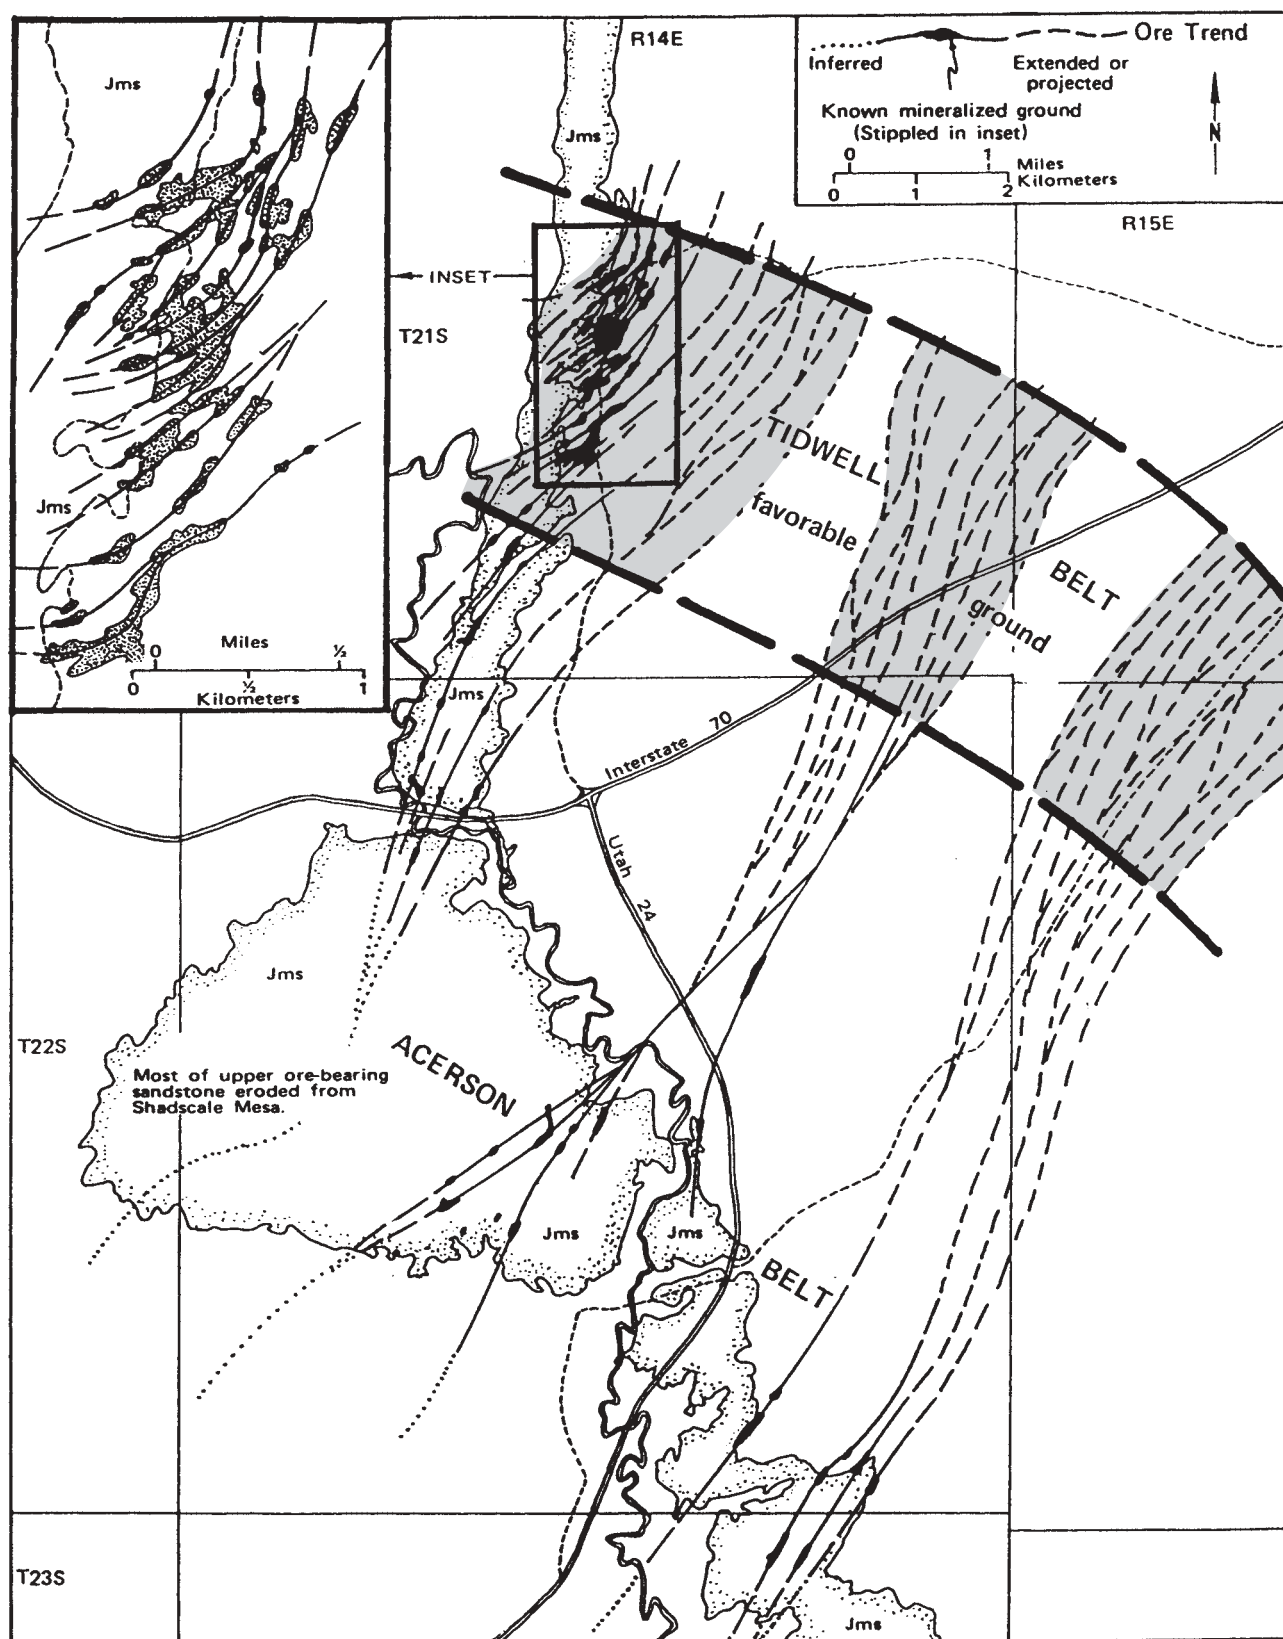 Jms
R14E
Jms
Ore Trend
Inferred
Extended or
projected
Known mineralized ground
(Stippled in inset)
N
0 1
Miles
Kilometers
0 1 2
R15E
INSET
T21S
TIDWELL
BELT
favorable
ground
Jms
Miles
0 ½
0 ½ 1
Kilometers
Jms
Interstate 70
Utah 24
Jms
T22S
ACERSON
BELT
Most of upper ore-bearing
sandstone eroded from
Shadscale Mesa.
Jms
Jms
T23S
Jms